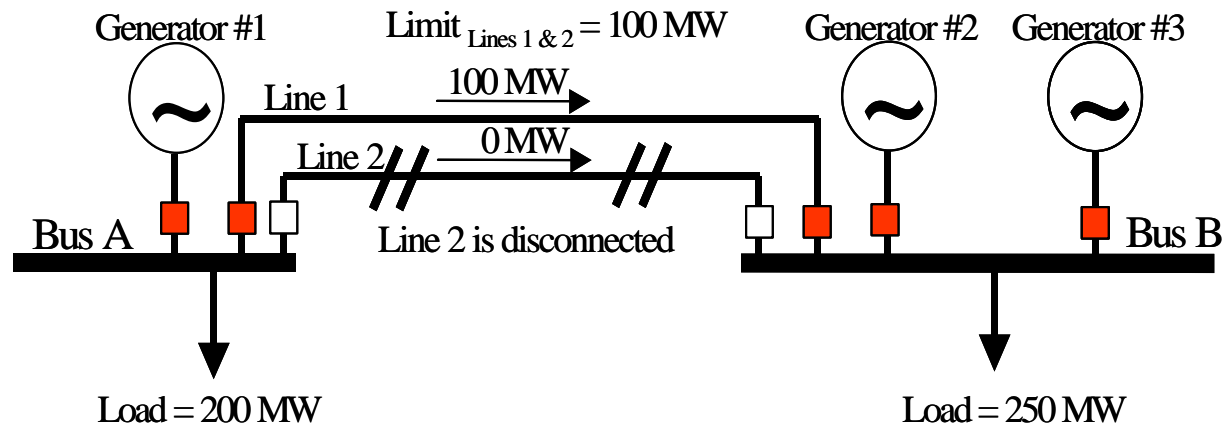 Generator #1
Limit Lines 1 & 2 = 100 MW
Generator #2
Generator #3
100 MW
Line 1
0 MW
Line 2
Bus A
Line 2 is disconnected
Bus B
Load = 200 MW
Load = 250 MW